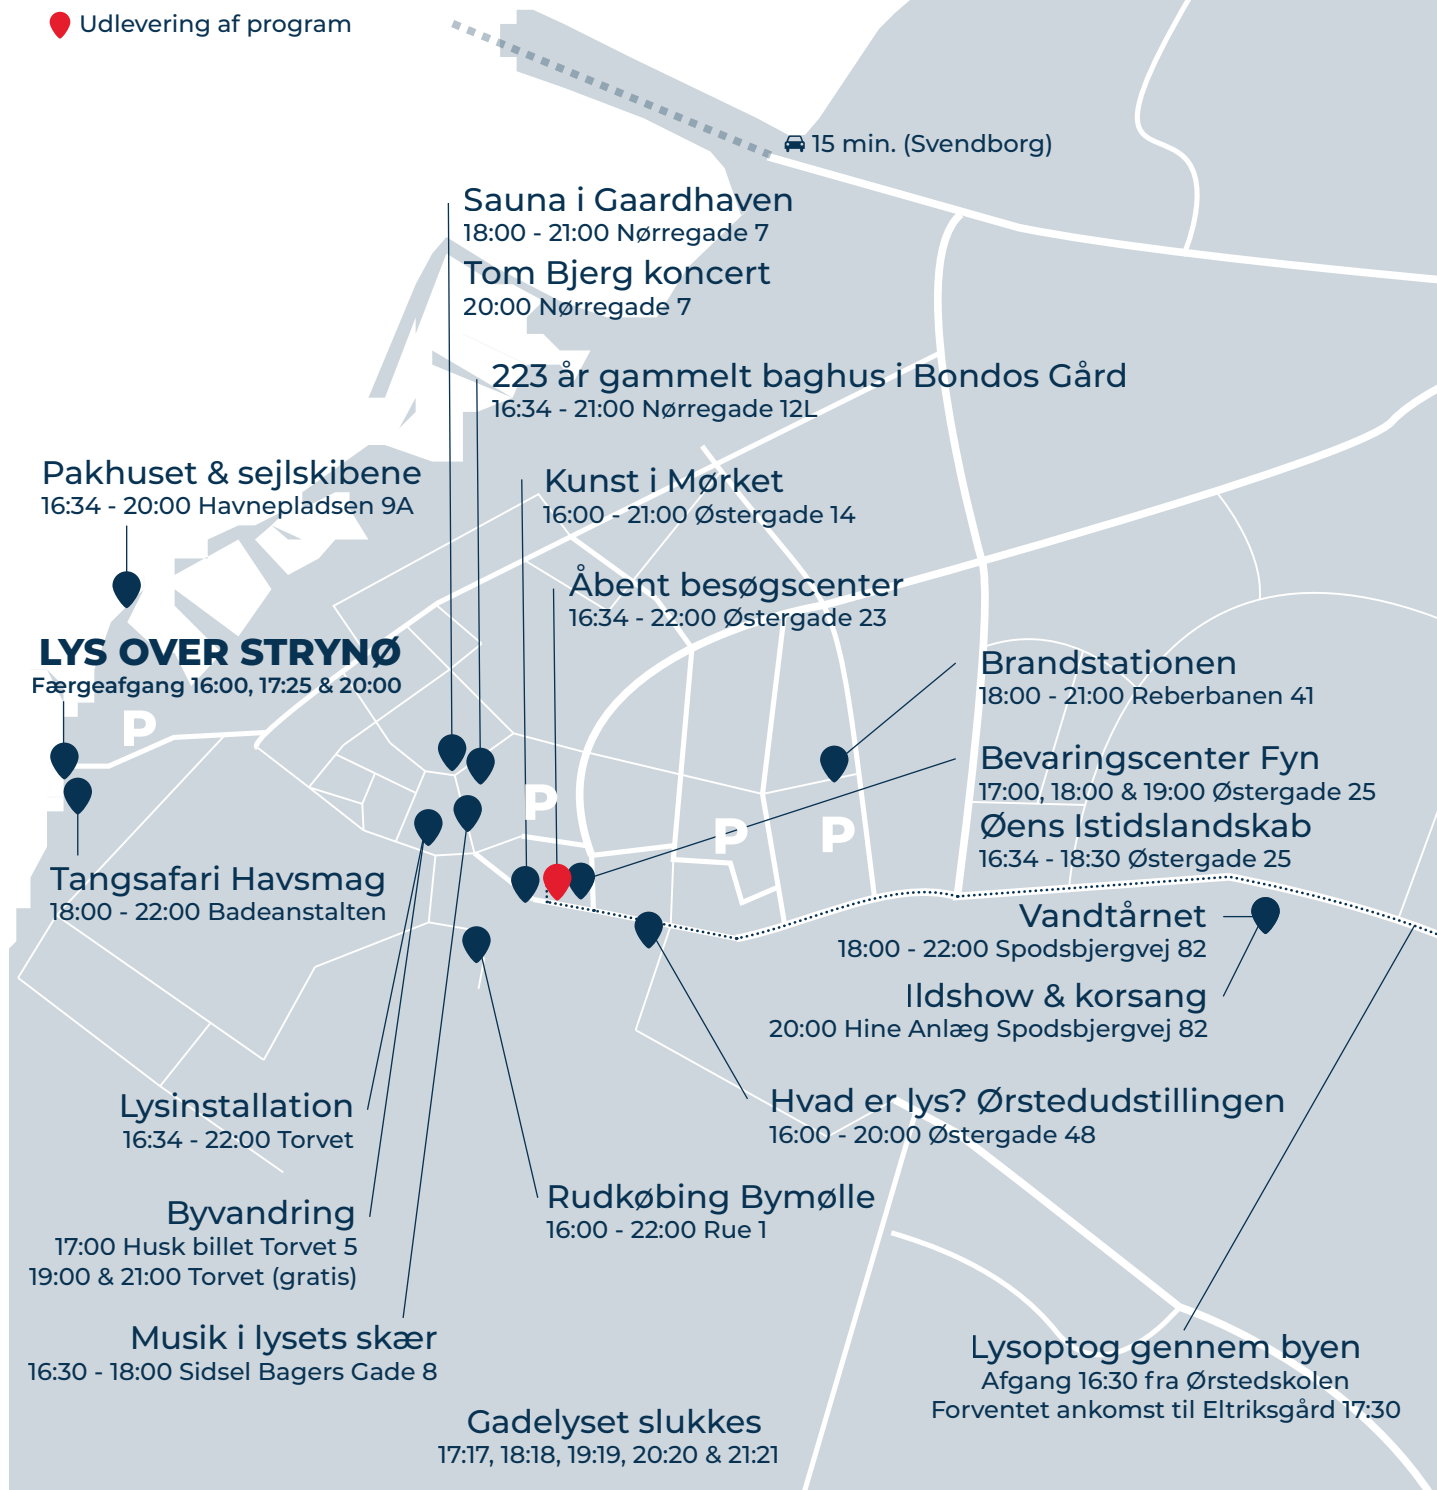 Udlevering af program
15 min. (Svendborg)
Sauna i Gaardhaven
18:00 - 21:00 Nørregade 7
Tom Bjerg koncert
20:00 Nørregade 7
223 år gammelt baghus i Bondos Gård
16:34 - 21:00 Nørregade 12L
Pakhuset & sejlskibene
16:34 - 20:00 Havnepladsen 9A
Kunst i Mørket
16:00 - 21:00 Østergade 14
Åbent besøgscenter
16:34 - 22:00 Østergade 23
LYS OVER STRYNØ
Færgeafgang 16:00, 17:25 & 20:00
P
P
Brandstationen
18:00 - 21:00 Reberbanen 41
Bevaringscenter Fyn
17:00, 18:00 & 19:00 Østergade 25
Øens Istidslandskab
16:34 - 18:30 Østergade 25
P
P
P
Tangsafari Havsmag
18:00 - 22:00 Badeanstalten
Vandtårnet
18:00 - 22:00 Spodsbjergvej 82
Ildshow & korsang
20:00 Hine Anlæg Spodsbjergvej 82
Lysinstallation
16:34 - 22:00 Torvet
Hvad er lys? Ørstedudstillingen
16:00 - 20:00 Østergade 48
Byvandring
17:00 Husk billet Torvet 5
19:00 & 21:00 Torvet (gratis)
Rudkøbing Bymølle
16:00 - 22:00 Rue 1
Musik i lysets skær
16:30 - 18:00 Sidsel Bagers Gade 8
Lysoptog gennem byen
Afgang 16:30 fra Ørstedskolen
Forventet ankomst til Eltriksgård 17:30
Gadelyset slukkes
17:17, 18:18, 19:19, 20:20 & 21:21